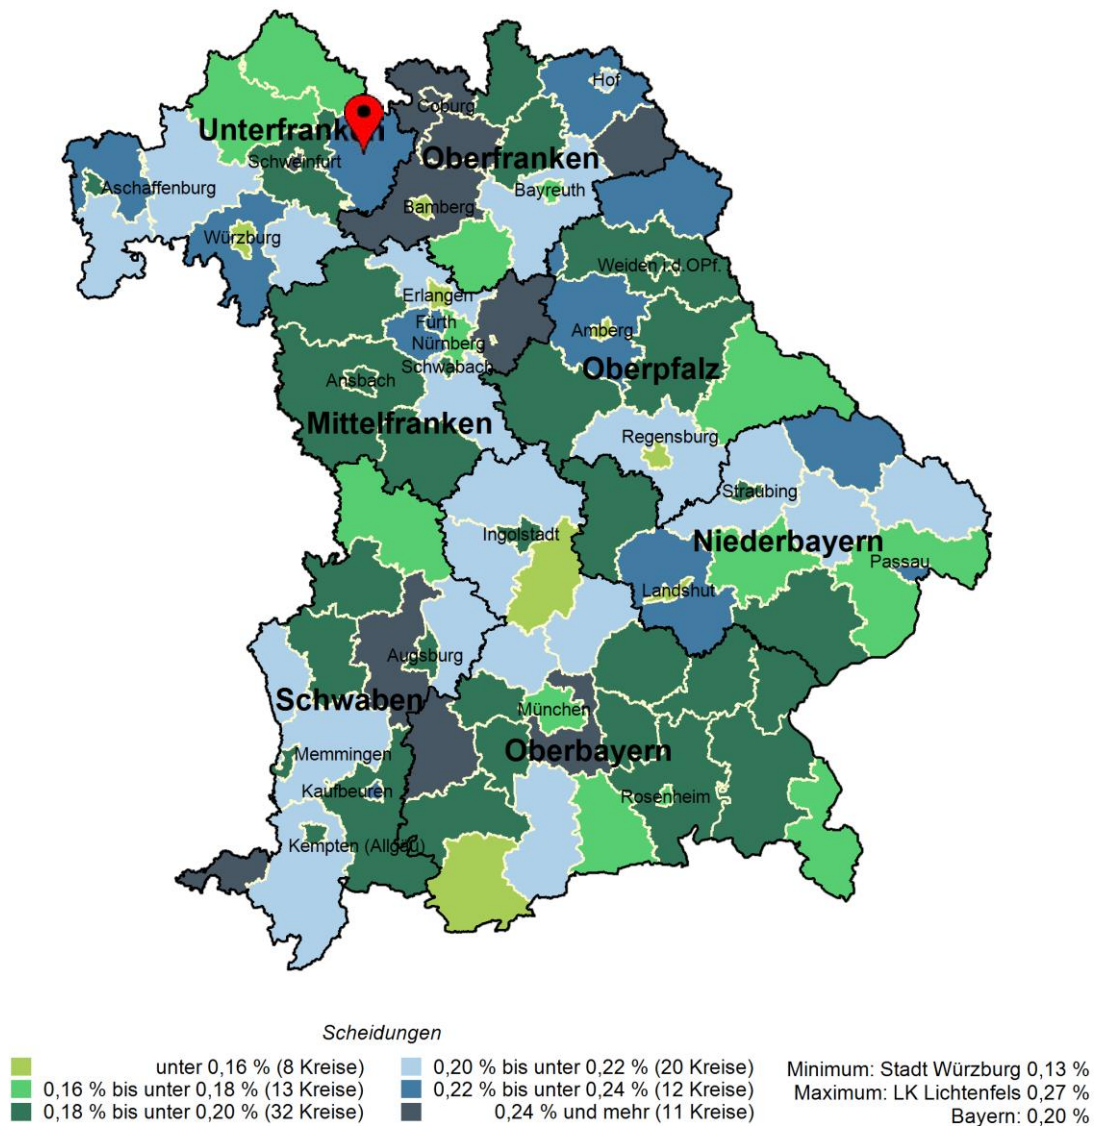 Hof
Coburg
Unterfranken
Schweinfurt
Oberfranken
Aschaffenburg
Bayreuth
Bamberg
Würzburg
Weiden i.d.OPf.
Erlangen
Fürth
Amberg
Nürnberg
Schwabach
Oberpfalz
Ansbach
Mittelfranken
Regensburg
Straubing
Ingolstadt
Niederbayern
Passau
Landshut
Augsburg
Schwaben
München
Oberbayern
Memmingen
Kaufbeuren
Rosenheim
Kempten (Allgäu)
Scheidungen
unter 0,16 % (8 Kreise)
0,16 % bis unter 0,18 % (13 Kreise)
0,18 % bis unter 0,20 % (32 Kreise)
0,20 % bis unter 0,22 % (20 Kreise)
0,22 % bis unter 0,24 % (12 Kreise)
0,24 % und mehr (11 Kreise)
Minimum: Stadt Würzburg 0,13 %
Maximum: LK Lichtenfels 0,27 %
Bayern: 0,20 %